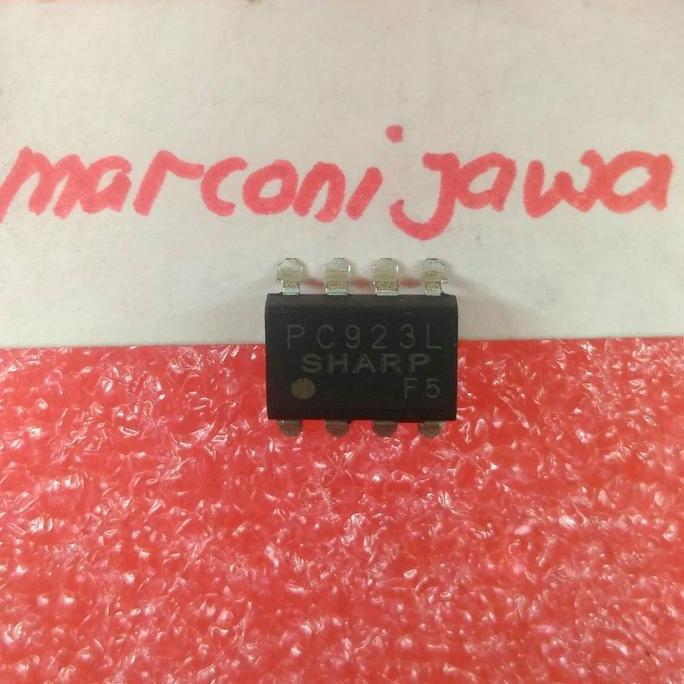 marconi jawa
PC923L
SHARP
F5